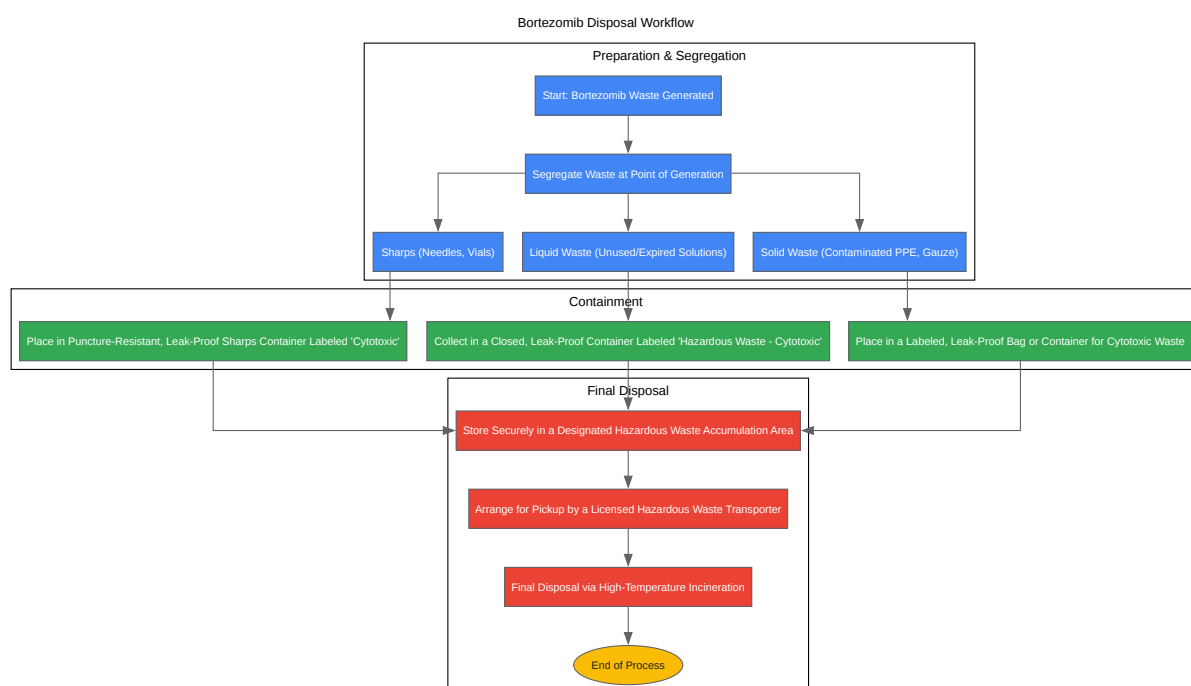 Bortezomib Disposal Workflow
Preparation & Segregation
Start: Bortezomib Waste Generated
Segregate Waste at Point of Generation
Sharps (Needles, Vials)
Liquid Waste (Unused/Expired Solutions)
Solid Waste (Contaminated PPE, Gauze)
Containment
Place in Puncture-Resistant, Leak-Proof Sharps Container Labeled 'Cytotoxic'
Collect in a Closed, Leak-Proof Container Labeled 'Hazardous Waste - Cytotoxic'
Place in a Labeled, Leak-Proof Bag or Container for Cytotoxic Waste
Final Disposal
Store Securely in a Designated Hazardous Waste Accumulation Area
Arrange for Pickup by a Licensed Hazardous Waste Transporter
Final Disposal via High-Temperature Incineration
End of Process